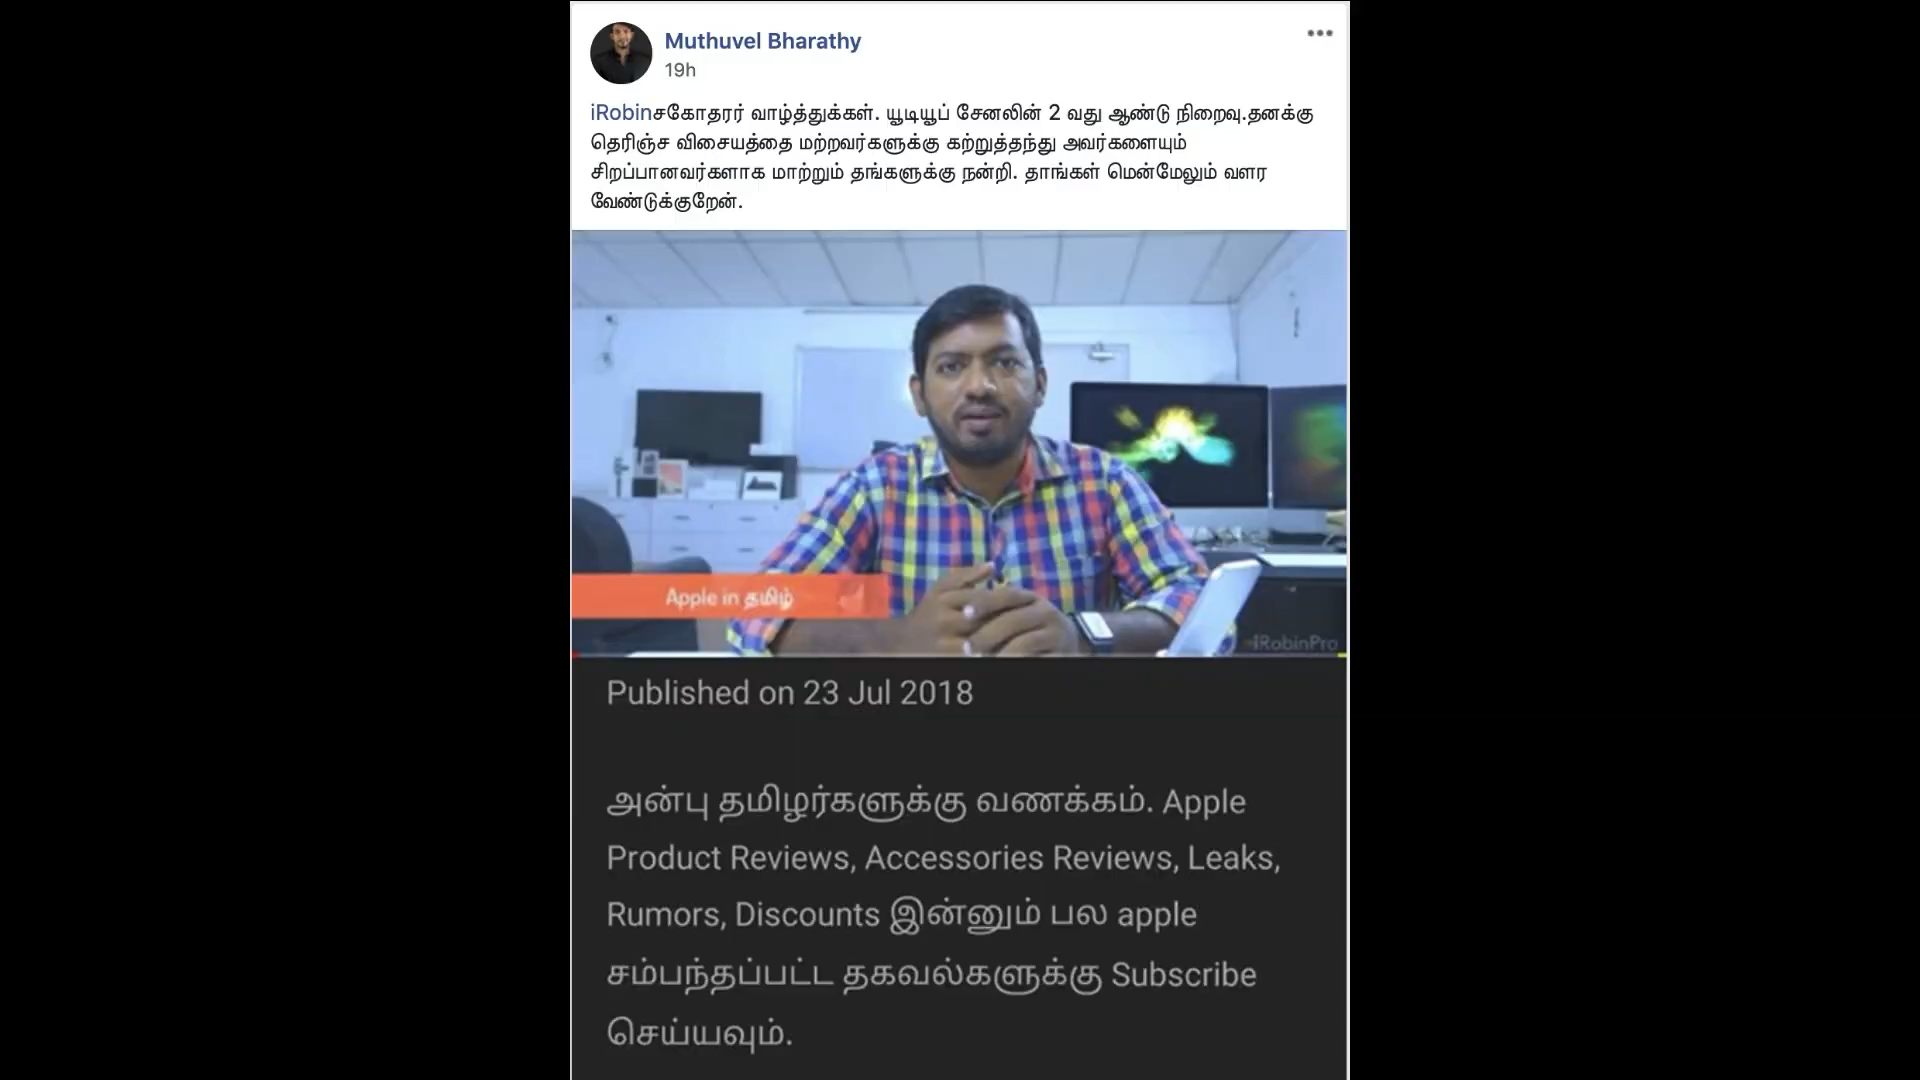 Muthuvel Bharathy
19h
iRobinசகோதரர் வாழ்த்துக்கள். யூடியூப் சேனலின் 2 வது ஆண்டு நிறைவு.தனக்கு
தெரிஞ்ச விசையத்தை மற்றவர்களுக்கு கற்றுத்தந்து அவர்களையும்
சிறப்பானவர்களாக மாற்றும் தங்களுக்கு நன்றி. தாங்கள் மென்மேலும் வளர
வேண்டுக்குறேன்.
Apple in தமிழ்
iRobinPro
Published on 23 Jul 2018
அன்பு தமிழர்களுக்கு வணக்கம். Apple
Product Reviews, Accessories Reviews, Leaks,
Rumors, Discounts இன்னும் பல apple
சம்பந்தப்பட்ட தகவல்களுக்கு Subscribe
செய்யவும்.